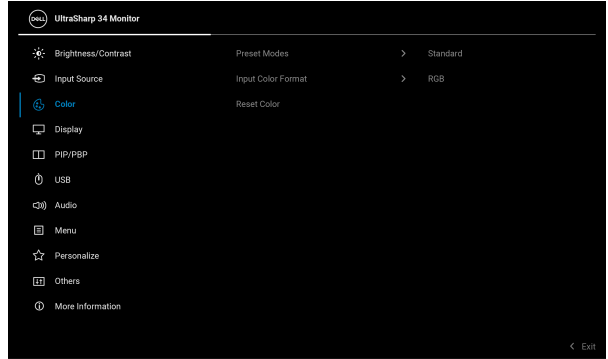 DELL UltraSharp 34 Monitor
Brightness/Contrast Preset Modes > Standard
Input Source Input Color Format > RGB
Color Reset Color
Display
PIP/PBP
USB
Audio
Menu
Personalize
Others
More Information
< Exit